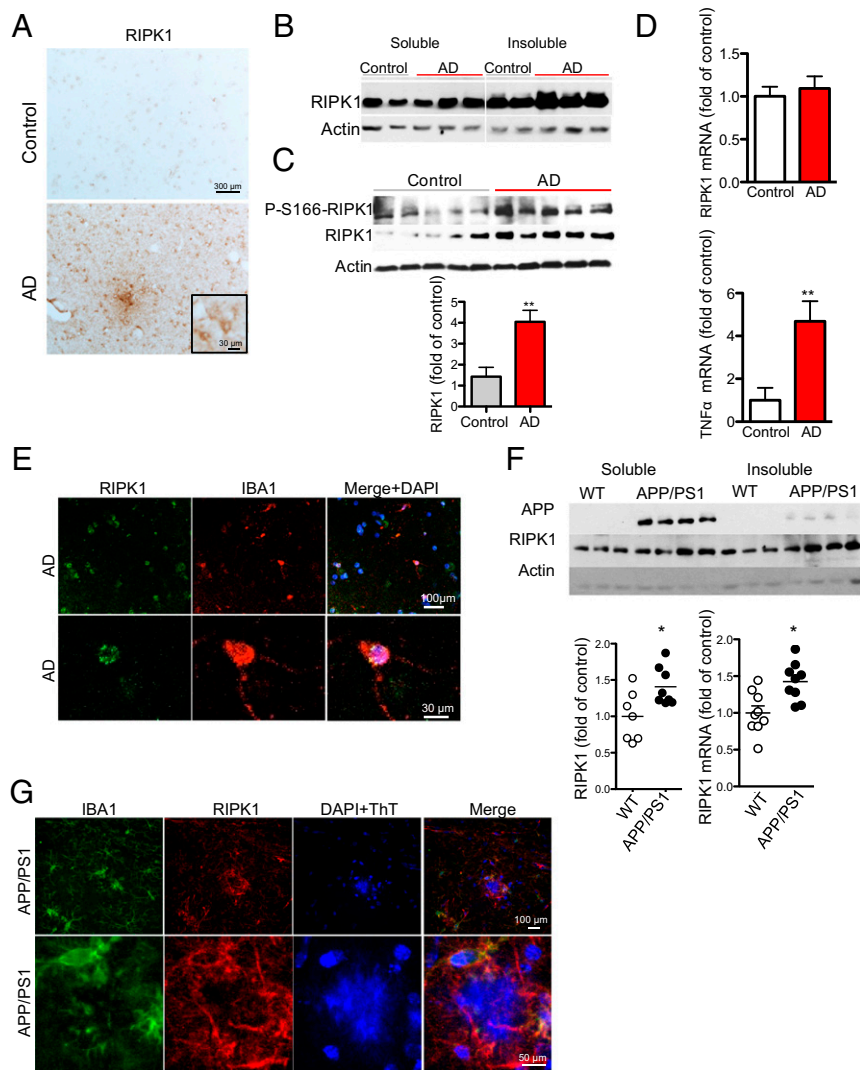 A
RIPK1
Control
300 µm
AD
30 µm
B
Soluble Insoluble
Control AD Control AD
RIPK1
Actin
C
Control AD
P-S166-RIPK1
RIPK1
Actin
RIPK1 (fold of control)
5
4
3
2
1
0
**
Control AD
D
RIPK1 mRNA (fold of control)
1.5
1.0
0.5
0.0
Control AD
TNFα mRNA (fold of control)
6
4
2
0
**
Control AD
E
RIPK1 IBA1 Merge+DAPI
AD
100µm
AD
30 µm
F
Soluble Insoluble
WT APP/PS1 WT APP/PS1
APP
RIPK1
Actin
RIPK1 (fold of control)
2.0
1.5
1.0
0.5
0.0
*
WT APP/PS1
RIPK1 mRNA (fold of control)
2.0
1.5
1.0
0.5
0.0
*
WT APP/PS1
G
IBA1 RIPK1 DAPI+ThT Merge
APP/PS1
100 µm
APP/PS1
50 µm